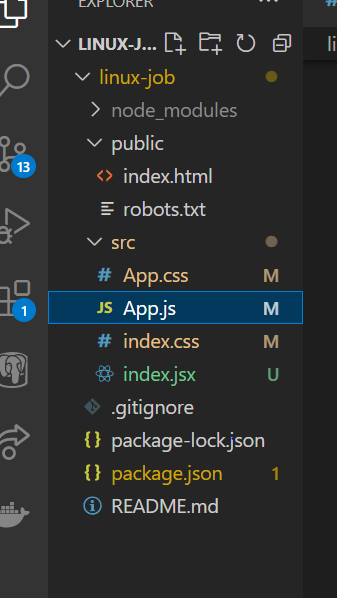 EXPLORER
LINUX-J...
linux-job
node_modules
public
<> index.html
robots.txt
src
# App.css M
JS App.js M
# index.css M
index.jsx U
.gitignore
{} package-lock.json
{} package.json 1
README.md
13
1
li